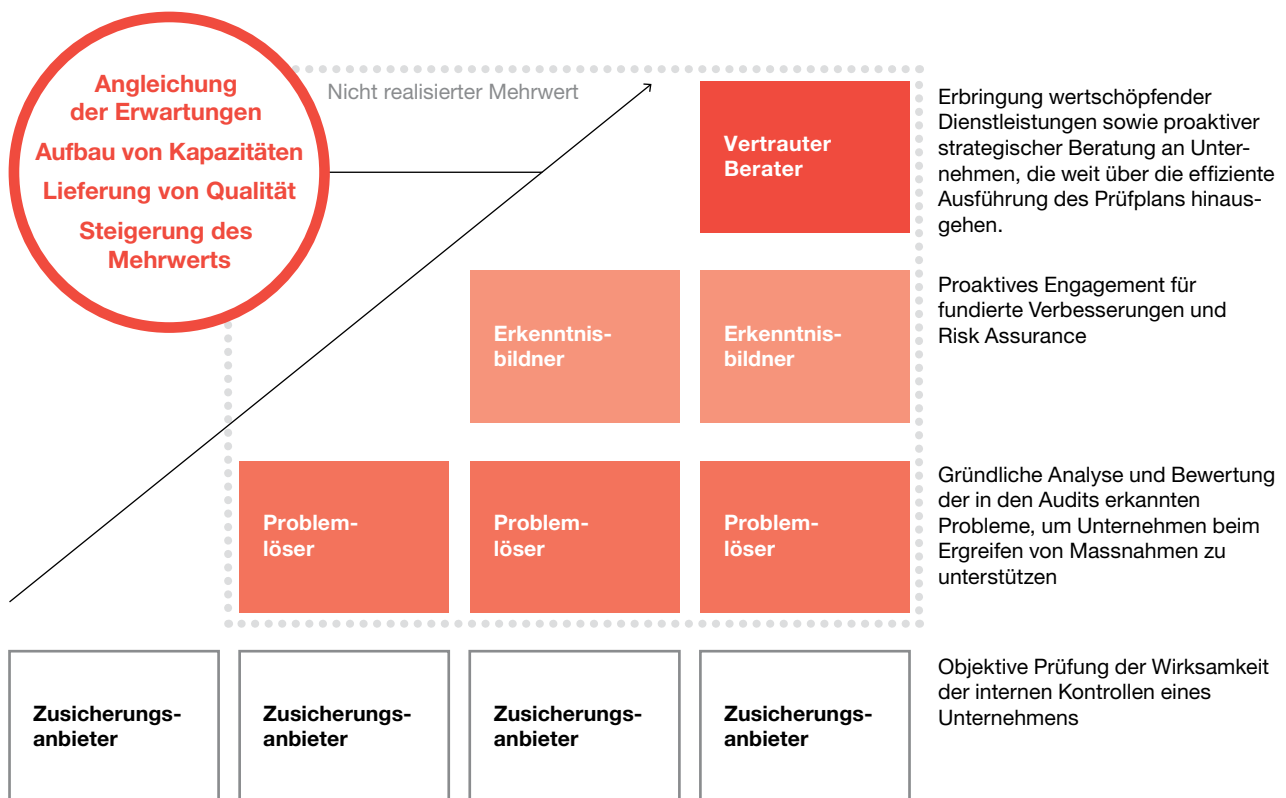 Angleichung
der Erwartungen
Aufbau von Kapazitäten
Lieferung von Qualität
Steigerung des
Mehrwerts
Nicht realisierter Mehrwert
Vertrauter
Berater
Erbringung wertschöpfender
Dienstleistungen sowie proaktiver
strategischer Beratung an Unter-
nehmen, die weit über die effiziente
Ausführung des Prüfplans hinaus-
gehen.
Erkenntnis-
bildner
Erkenntnis-
bildner
Proaktives Engagement für
fundierte Verbesserungen und
Risk Assurance
Problem-
löser
Problem-
löser
Problem-
löser
Gründliche Analyse und Bewertung
der in den Audits erkannten
Probleme, um Unternehmen beim
Ergreifen von Massnahmen zu
unterstützen
Zusicherungs-
anbieter
Zusicherungs-
anbieter
Zusicherungs-
anbieter
Zusicherungs-
anbieter
Objektive Prüfung der Wirksamkeit
der internen Kontrollen eines
Unternehmens